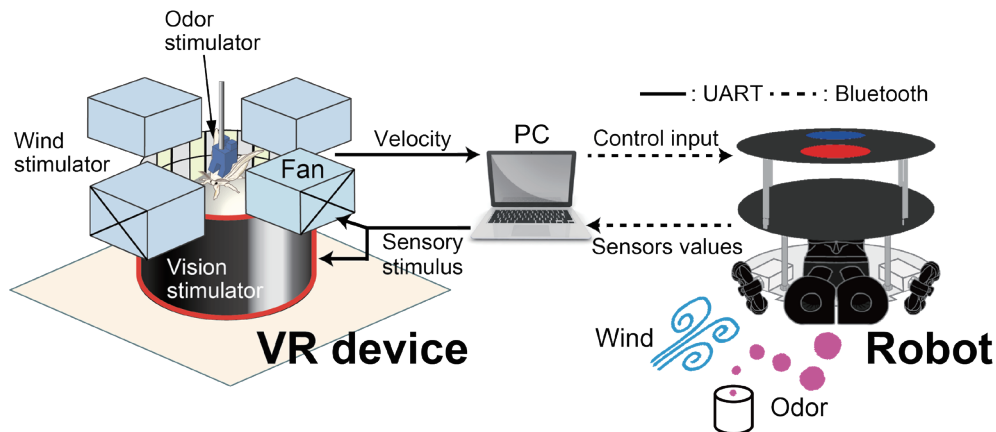 Odor
stimulator
: UART
: Bluetooth
Wind
stimulator
Velocity
PC
Control input
Fan
Sensory
stimulus
Sensors values
Vision
stimulator
VR device
Wind
Robot
Odor